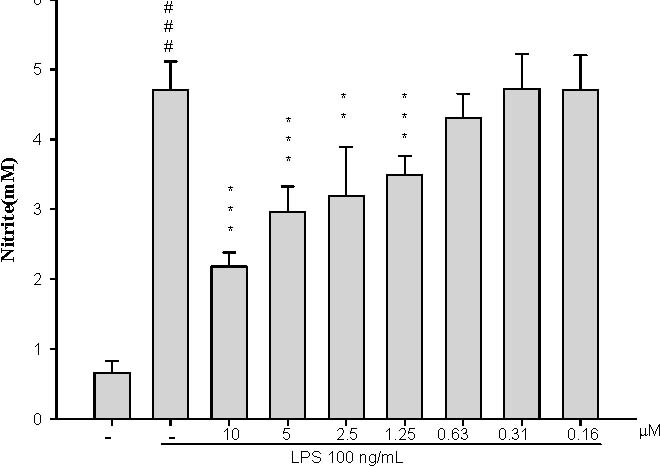 6
#
#
#
5
4
3
2
1
0
Nitrite(mM)
* * *
* * *
* *
* * *
- - 10 5 2.5 1.25 0.63 0.31 0.16 µM
LPS 100 ng/mL